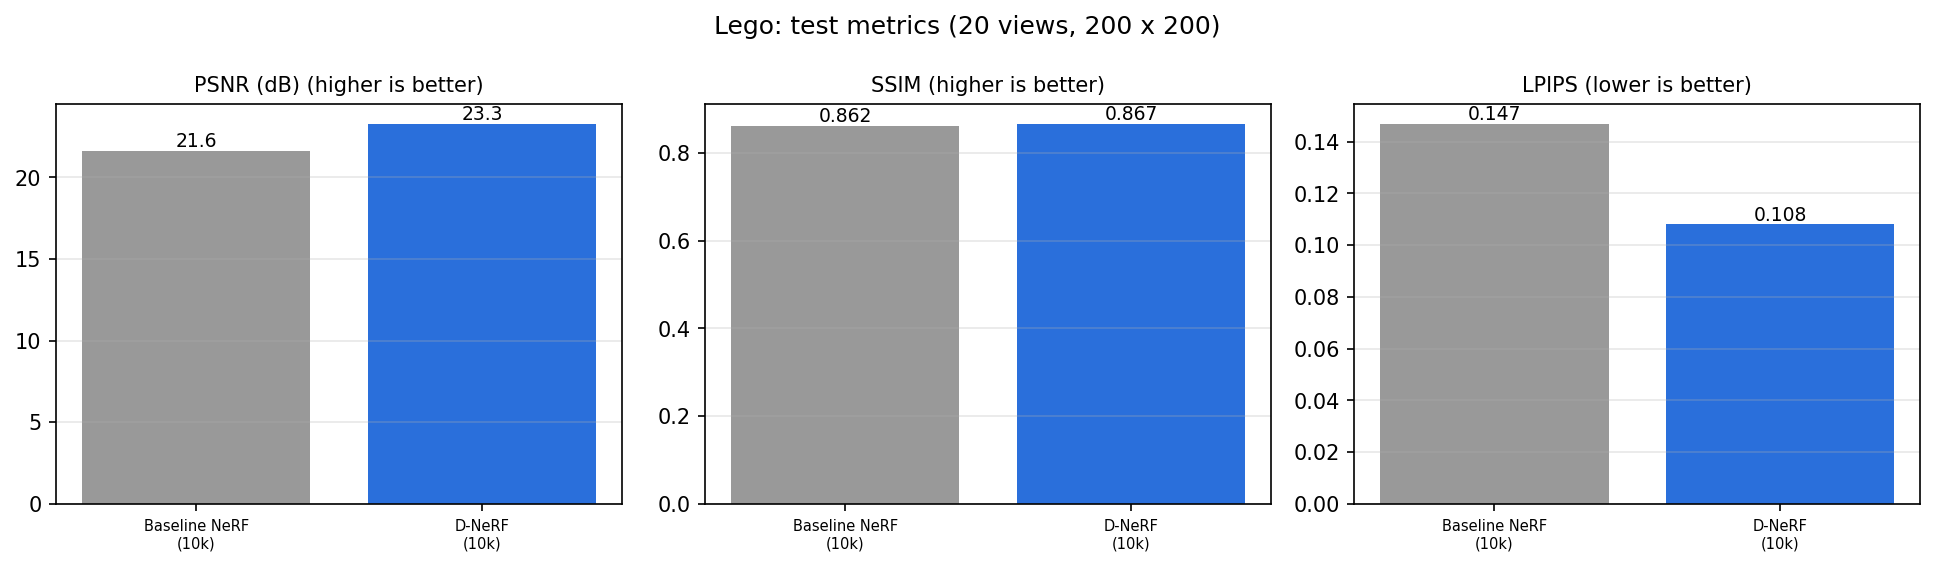 Lego: test metrics (20 views, 200 x 200)
PSNR (dB) (higher is better)
21.6
23.3
20
15
10
5
0
Baseline NeRF
(10k)
D-NeRF
(10k)
SSIM (higher is better)
0.862
0.867
0.8
0.6
0.4
0.2
0.0
Baseline NeRF
(10k)
D-NeRF
(10k)
LPIPS (lower is better)
0.147
0.108
0.14
0.12
0.10
0.08
0.06
0.04
0.02
0.00
Baseline NeRF
(10k)
D-NeRF
(10k)